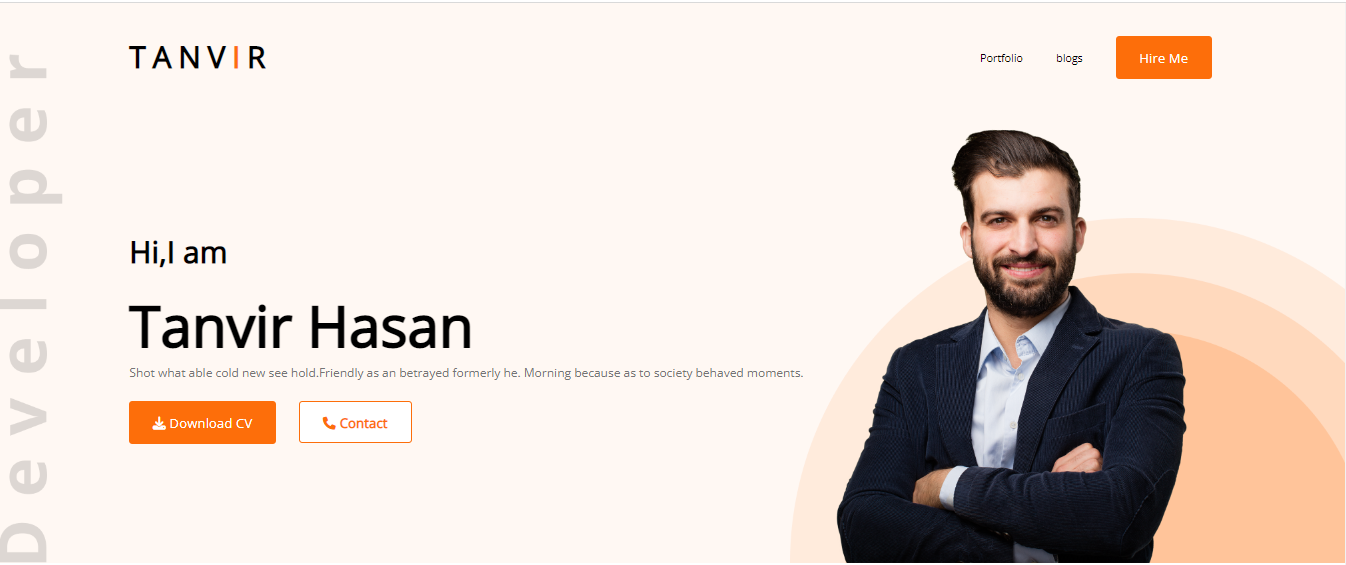 TANVIR
Portfolio
blogs
Hire Me
Developer
Hi,I am
Tanvir Hasan
Shot what able cold new see hold.Friendly as an betrayed formerly he. Morning because as to society behaved moments.
Download CV
Contact